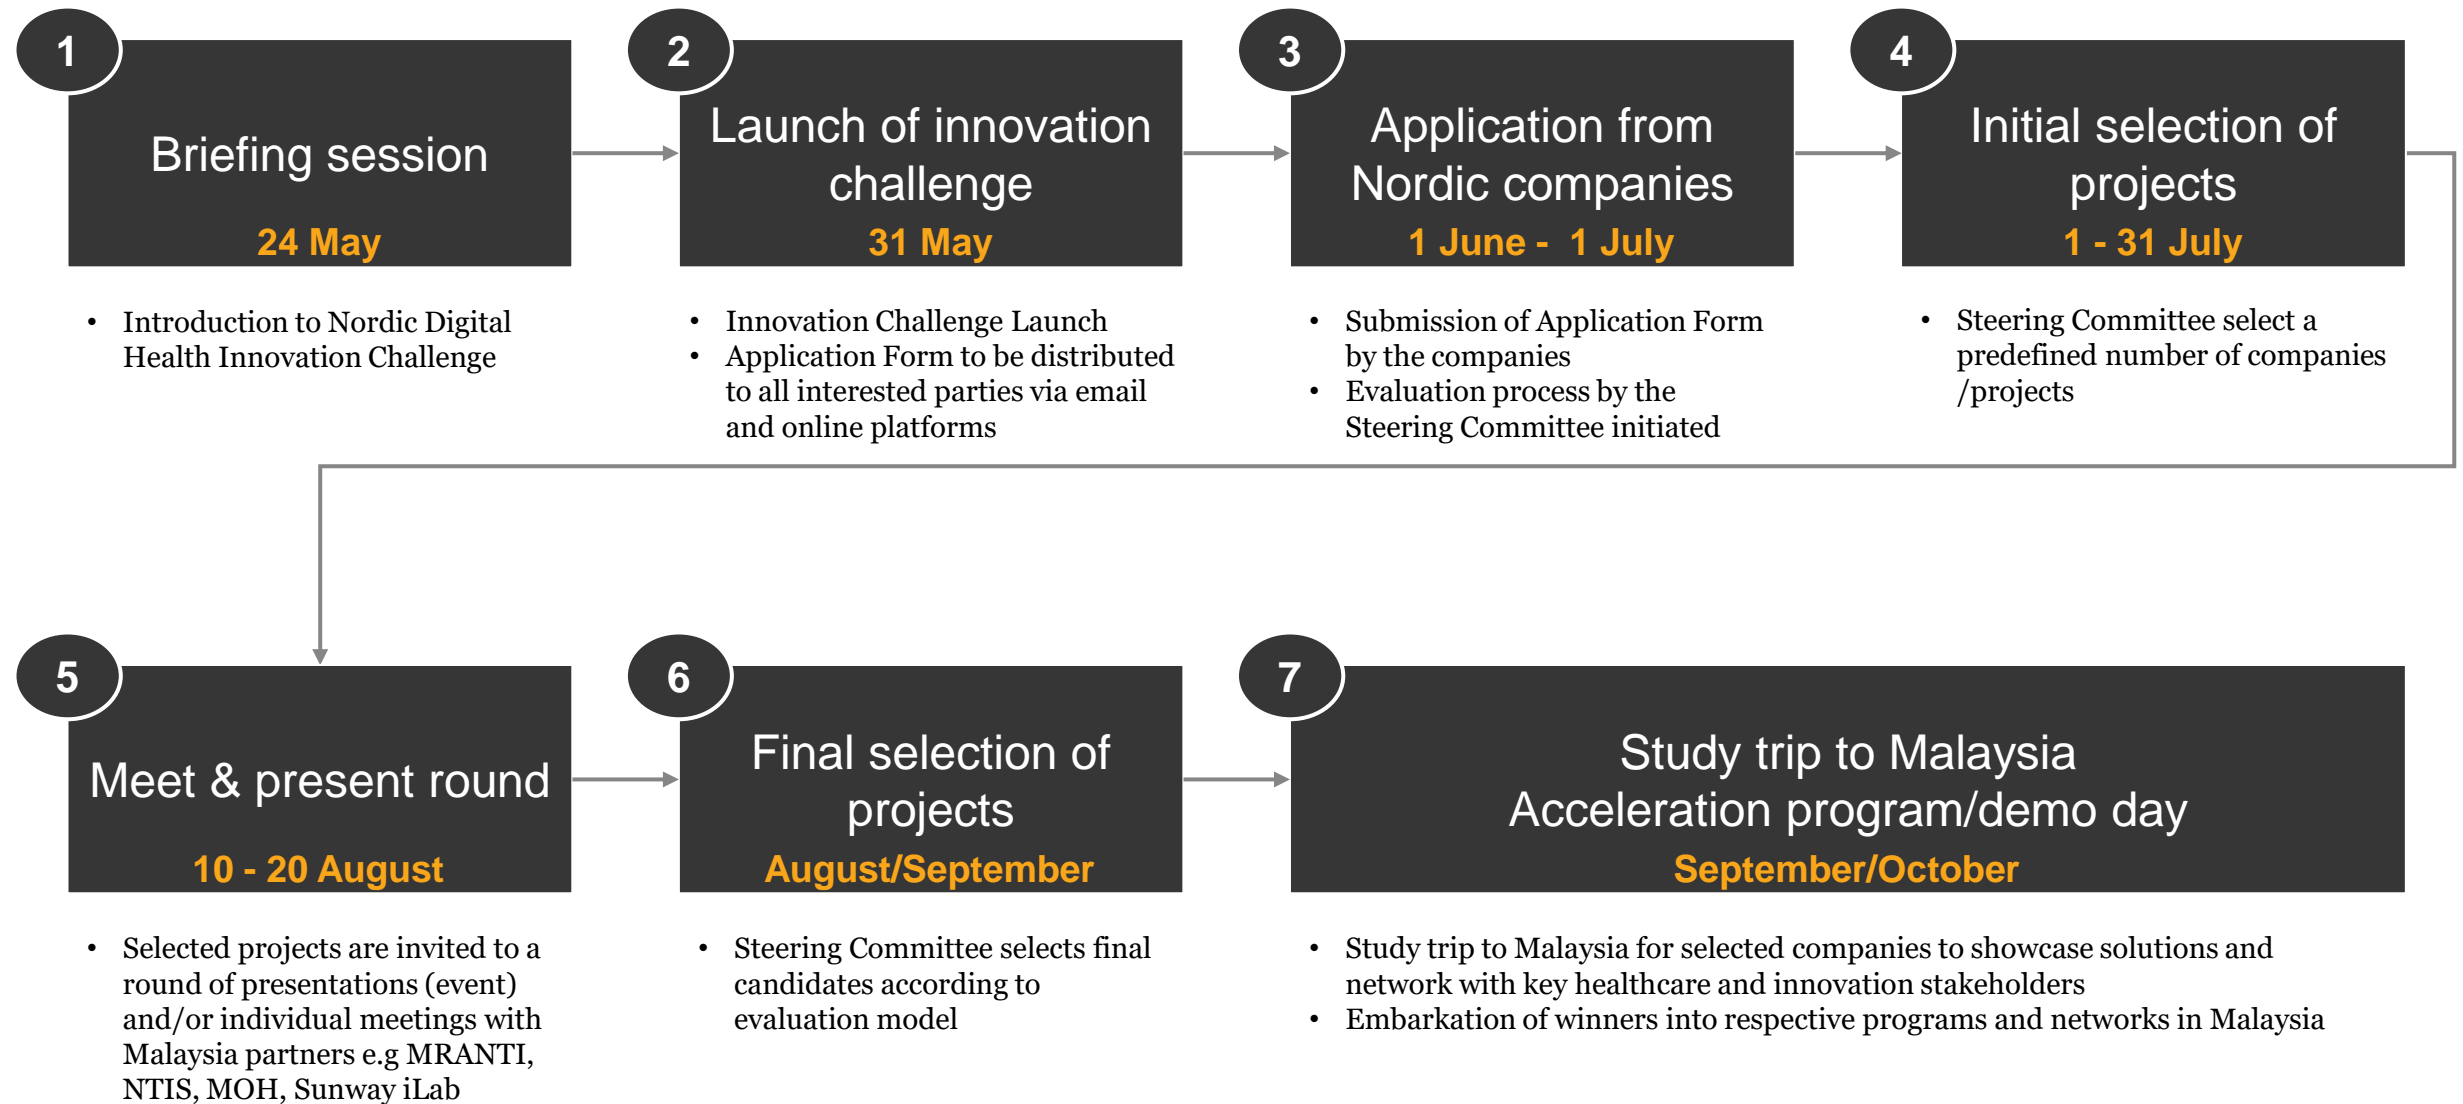 1
Briefing session
24 May
• Introduction to Nordic Digital
Health Innovation Challenge
2
Launch of innovation
challenge
31 May
• Innovation Challenge Launch
• Application Form to be distributed
to all interested parties via email
and online platforms
3
Application from
Nordic companies
1 June - 1 July
• Submission of Application Form
by the companies
• Evaluation process by the
Steering Committee initiated
4
Initial selection of
projects
1 - 31 July
• Steering Committee select a
predefined number of companies
/projects
5
Meet & present round
10 - 20 August
• Selected projects are invited to a
round of presentations (event)
and/or individual meetings with
Malaysia partners e.g MRANTI,
NTIS, MOH, Sunway iLab
6
Final selection of
projects
August/September
• Steering Committee selects final
candidates according to
evaluation model
7
Study trip to Malaysia
Acceleration program/demo day
September/October
• Study trip to Malaysia for selected companies to showcase solutions and
network with key healthcare and innovation stakeholders
• Embarkation of winners into respective programs and networks in Malaysia